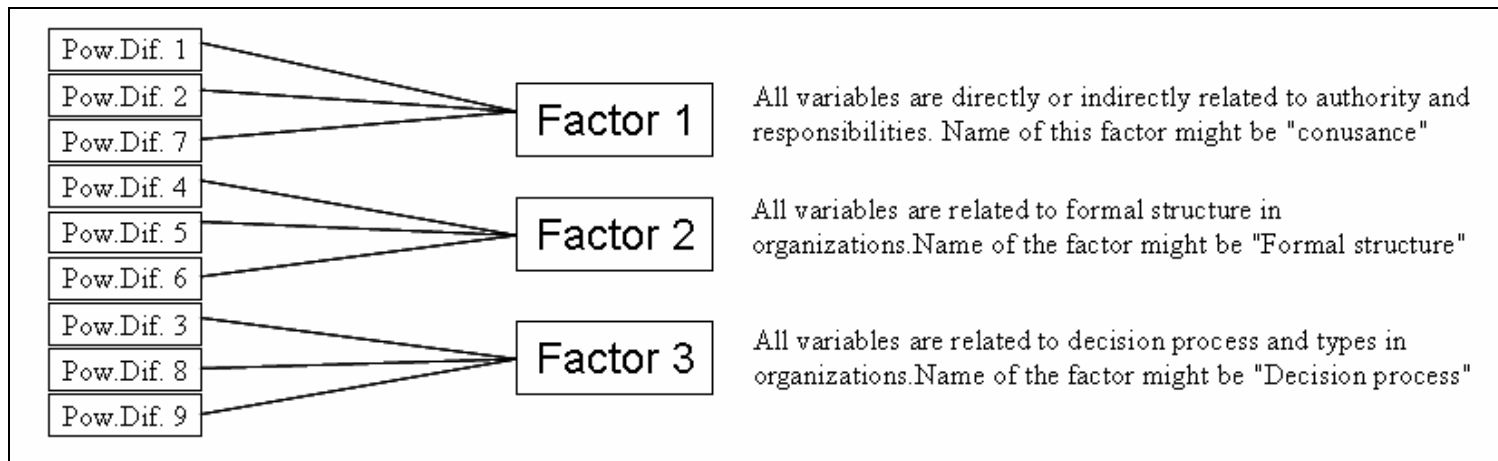 Pow.Dif. 1
Pow.Dif. 2
Pow.Dif. 7
Factor 1
All variables are directly or indirectly related to authority and
responsibilities. Name of this factor might be "conusance"
Pow.Dif. 4
Pow.Dif. 5
Pow.Dif. 6
Factor 2
All variables are related to formal structure in
organizations.Name of the factor might be "Formal structure"
Pow.Dif. 3
Pow.Dif. 8
Pow.Dif. 9
Factor 3
All variables are related to decision process and types in
organizations.Name of the factor might be "Decision process"